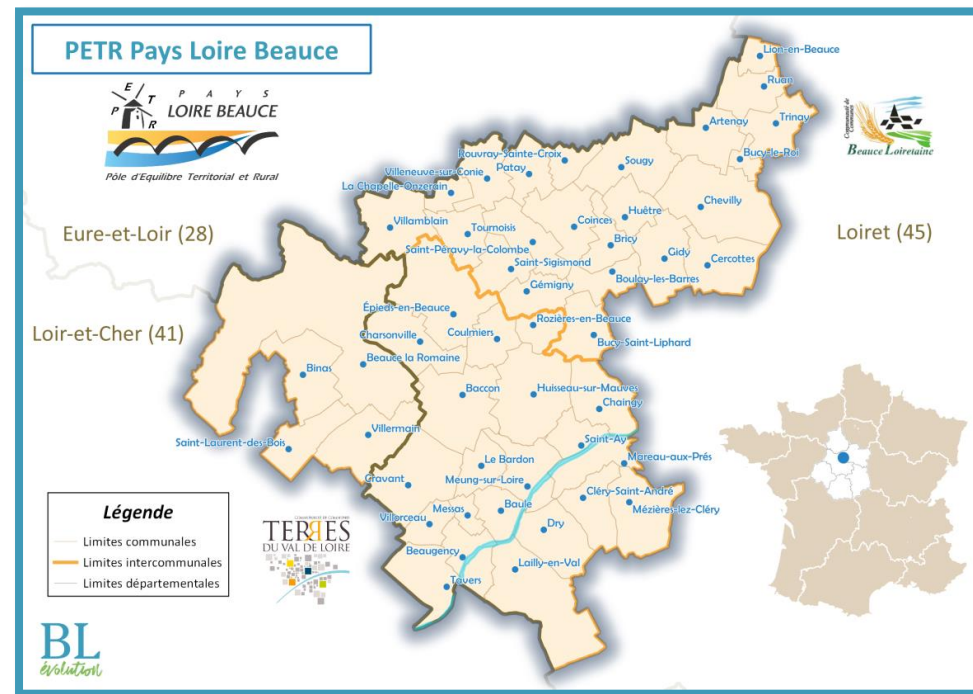 PETR Pays Loire Beauce
E T
P R
PAYS
LOIRE BEAUCE
Pôle d'Equilibre Territorial et Rural
Communauté de Communes
Beauce Loiretaine
Eure-et-Loir (28)
Loiret (45)
Loir-et-Cher (41)
Lion-en-Beauce
Ruan
Artenay
Trinay
Rouvray-Sainte-Croix
Sougy
Bucy-le-Roi
Villeneuve-sur-Conie
Patay
La Chapelle-Onzerain
Chevilly
Huêtre
Villamblain
Tournoisis
Coinces
Saint-Péravy-la-Colombe
Bricy
Gidy
Cercottes
Saint-Sigismond
Boulay-les-Barres
Gémigny
Épieds-en-Beauce
Rozières-en-Beauce
Charsonville
Coulmiers
Bucy-Saint-Liphard
Beauce la Romaine
Binas
Baccon
Huisseau-sur-Mauves
Chaingy
Villermain
Saint-Laurent-des-Bois
Saint-Ay
Le Bardon
Mareau-aux-Prés
Cravant
Meung-sur-Loire
Cléry-Saint-André
Mézières-lez-Cléry
Messas
Baule
Villorceau
Dry
Beaugency
Lailly-en-Val
Tavers
Légende
Limites communales
Limites intercommunales
Limites départementales
TERRES
DU VAL DE LOIRE
BL
évolution